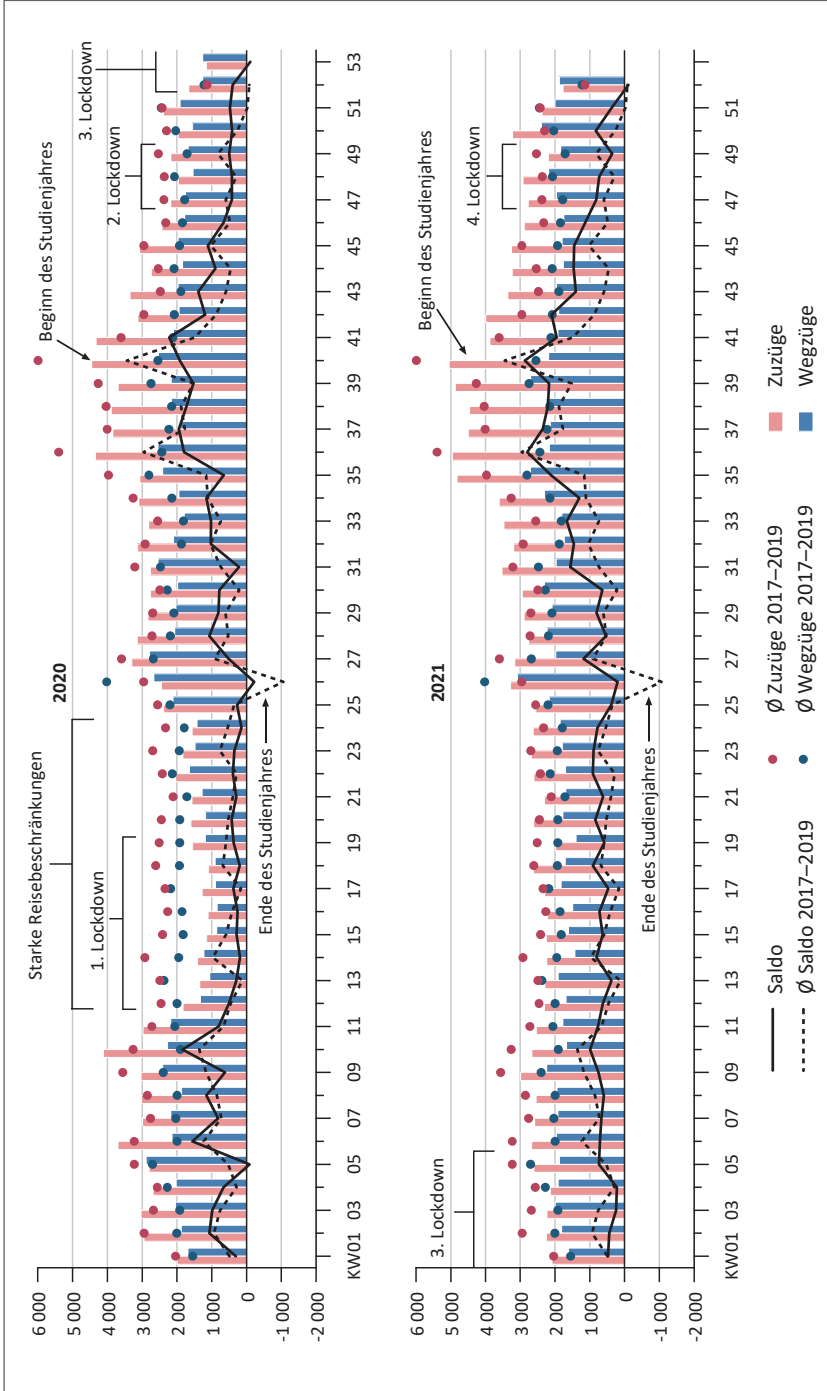 2020
6 000
5 000
4 000
3 000
2 000
1 000
0
-1 000
-2 000
Starke Reisebeschränkungen
1. Lockdown
Ende des Studienjahres
Beginn des Studienjahres
2. Lockdown
3. Lockdown
KW01 03 05 07 09 11 13 15 17 19 21 23 25 27 29 31 33 35 37 39 41 43 45 47 49 51 53
2021
6 000
5 000
4 000
3 000
2 000
1 000
0
-1 000
-2 000
3. Lockdown
Ende des Studienjahres
Beginn des Studienjahres
4. Lockdown
KW01 03 05 07 09 11 13 15 17 19 21 23 25 27 29 31 33 35 37 39 41 43 45 47 49 51 53
Saldo
Ø Zuzüge 2017–2019
Zuzüge
Ø Saldo 2017–2019
Ø Wegzüge 2017–2019
Wegzüge